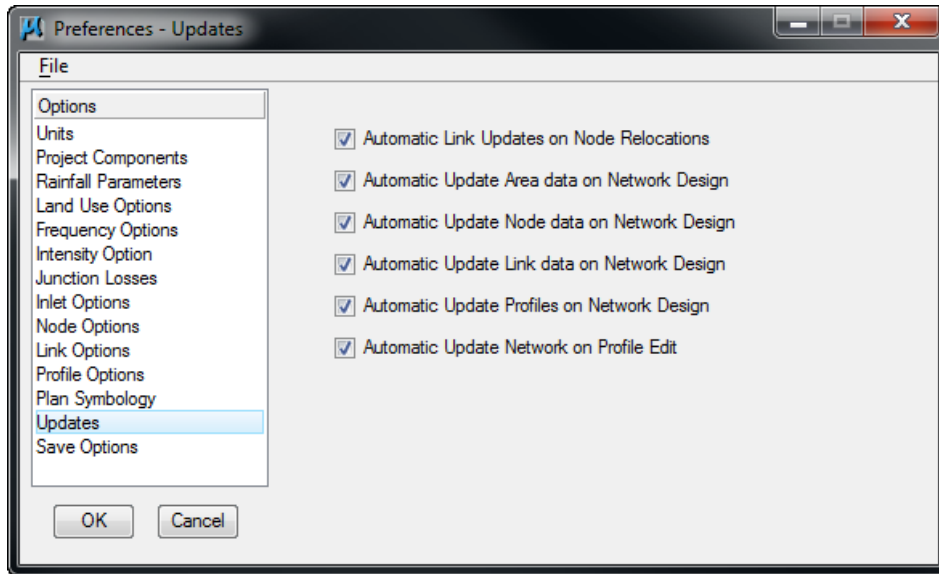 Preferences - Updates
File
Options
Units
Project Components
Rainfall Parameters
Land Use Options
Frequency Options
Intensity Option
Junction Losses
Inlet Options
Node Options
Link Options
Profile Options
Plan Symbology
Updates
Save Options
Automatic Link Updates on Node Relocations
Automatic Update Area data on Network Design
Automatic Update Node data on Network Design
Automatic Update Link data on Network Design
Automatic Update Profiles on Network Design
Automatic Update Network on Profile Edit
OK
Cancel